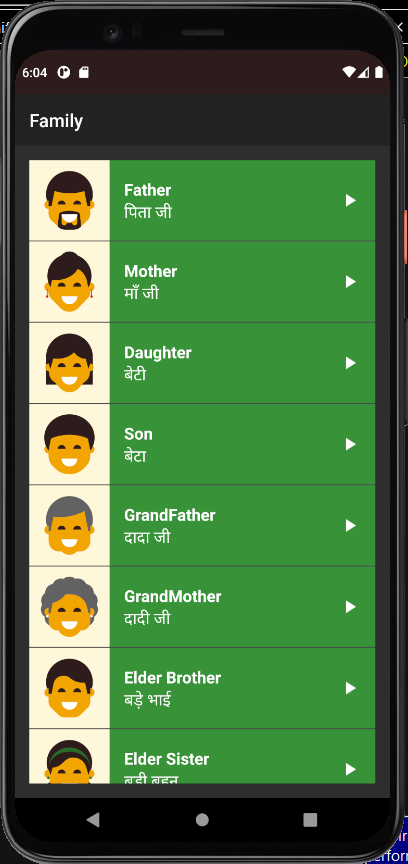 6:04
Family
Father
पिता जी
Mother
माँ जी
Daughter
बेटी
Son
बेटा
GrandFather
दादा जी
GrandMother
दादी जी
Elder Brother
बड़े भाई
Elder Sister
बड़ी बहन